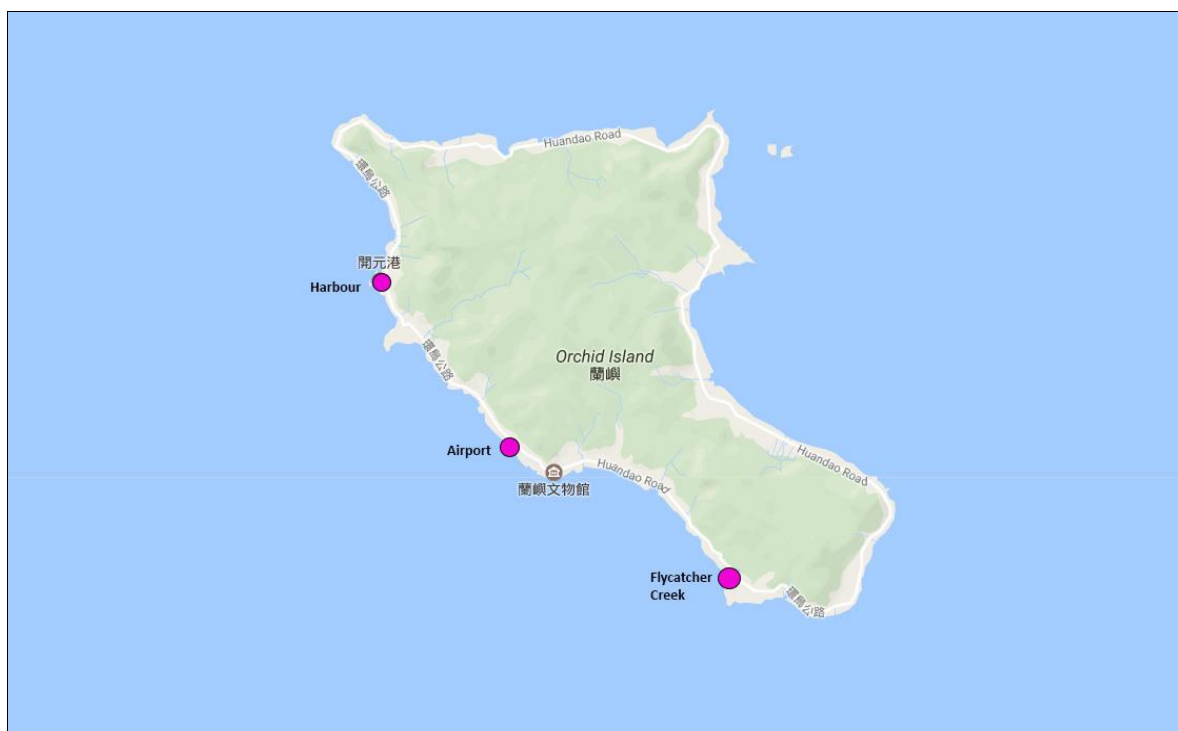 Huandao Road
環島公路
開元港
Harbour
環島公路
Orchid Island
蘭嶼
Airport
Huandao Road
Huandao Road
蘭嶼文物館
Flycatcher
Creek
環島公路